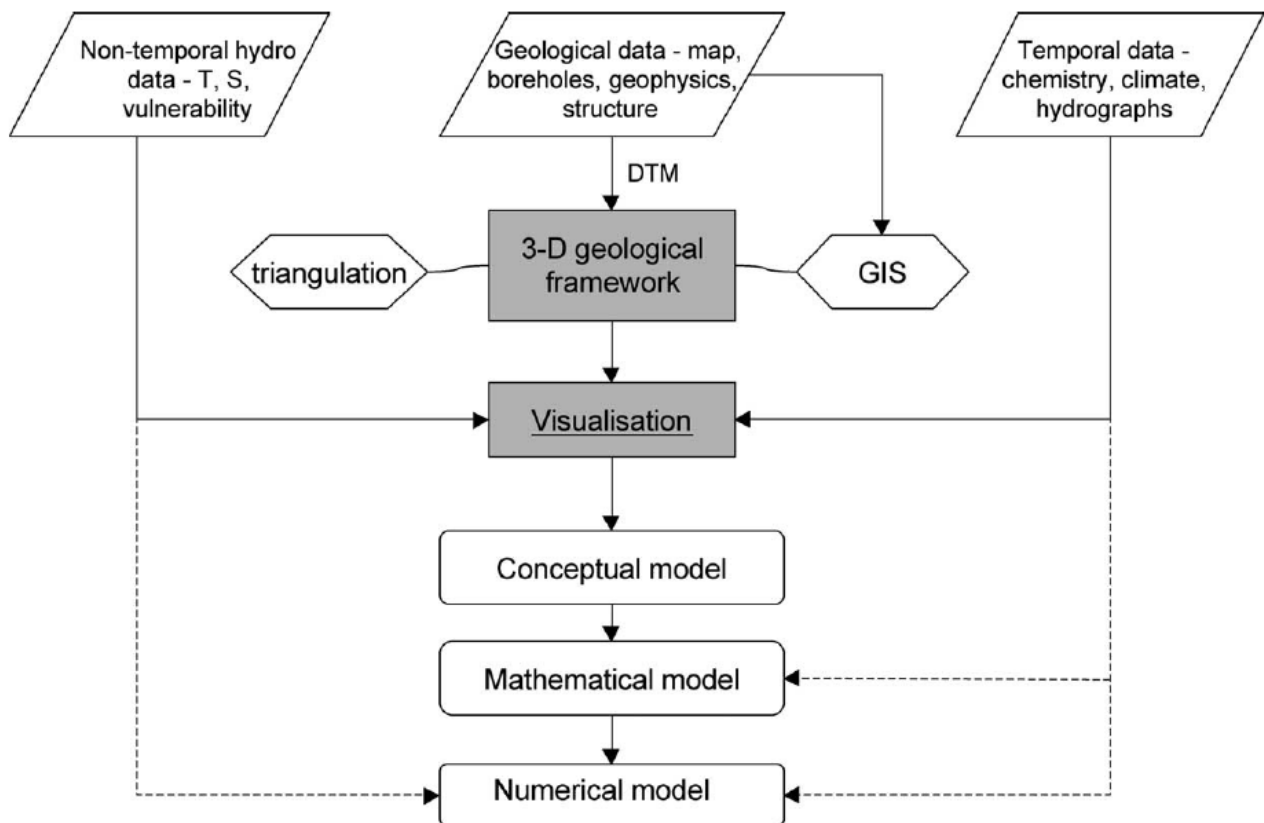 Non-temporal hydro
data - T, S,
vulnerability
Geological data - map,
boreholes, geophysics,
structure
Temporal data -
chemistry, climate,
hydrographs
DTM
triangulation
3-D geological
framework
GIS
Visualisation
Conceptual model
Mathematical model
Numerical model